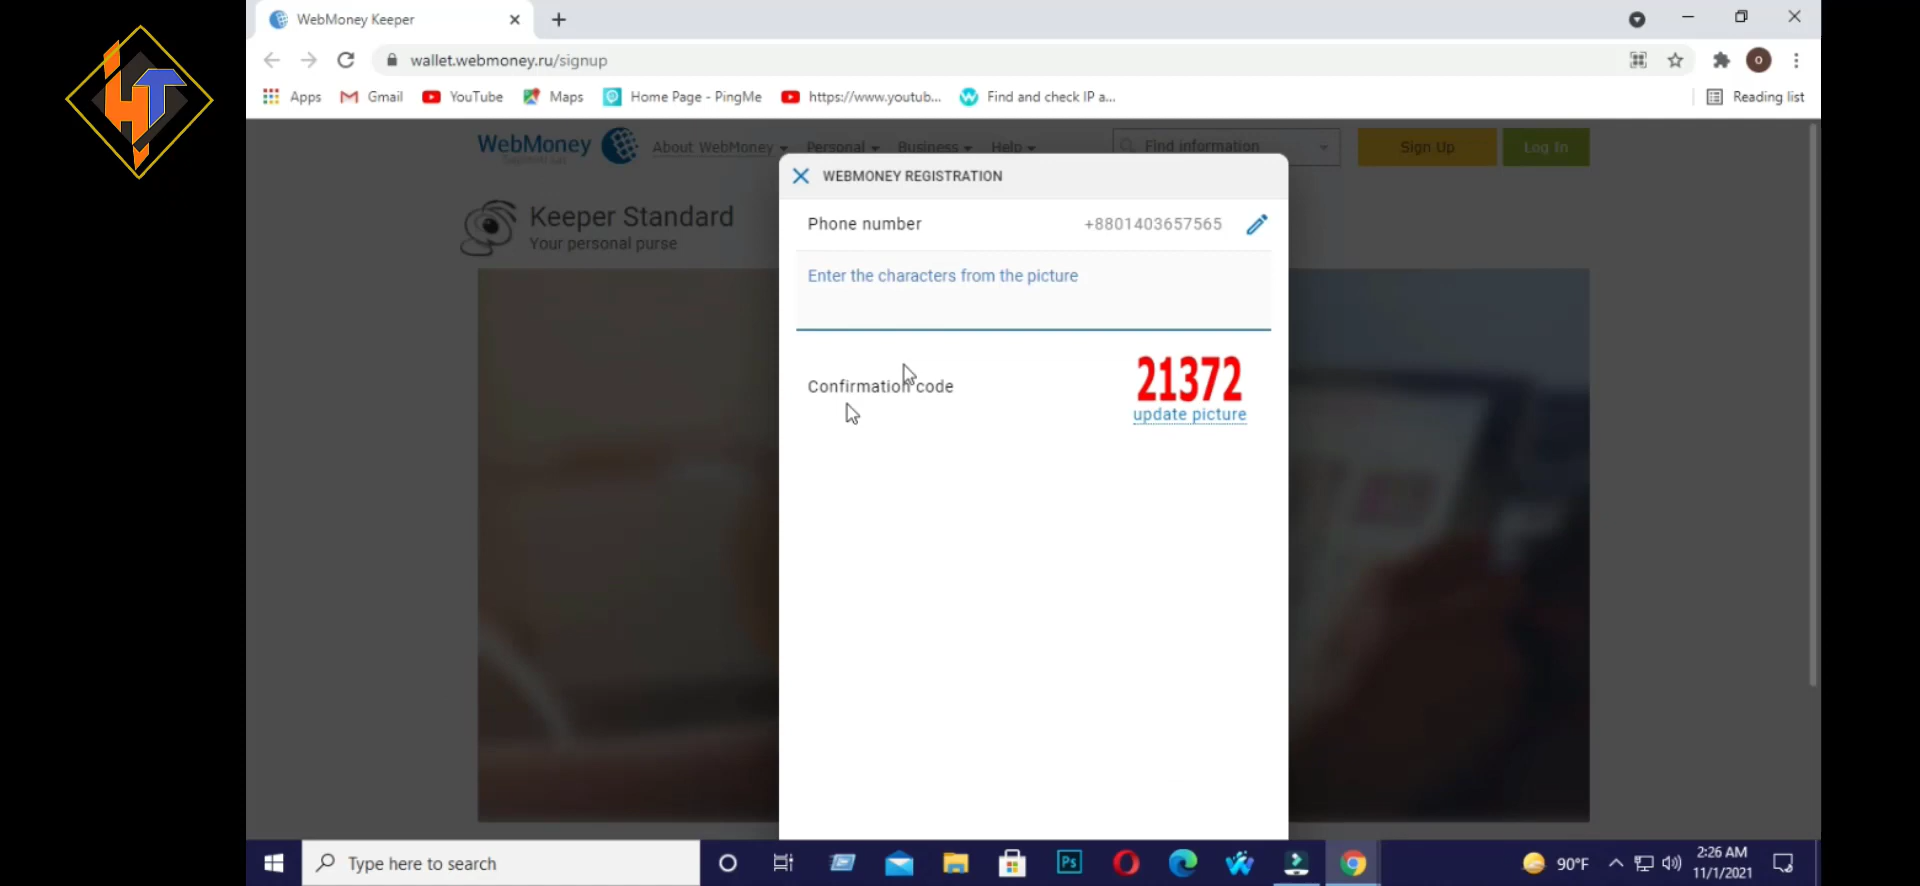 HT
WebMoney Keeper
wallet.webmoney.ru/signup
O
Apps Gmail YouTube Maps Home Page - PingMe https://www.youtub... Find and check IP a... Reading list
WebMoney About WebMoney Personal Business Help Find information Sign Up Log In
WEBMONEY REGISTRATION
Keeper Standard
Your personal purse
Phone number +8801403657565
Enter the characters from the picture
21372
Confirmation code
update picture
Type here to search
Ps
90°F
2:26 AM
11/1/2021